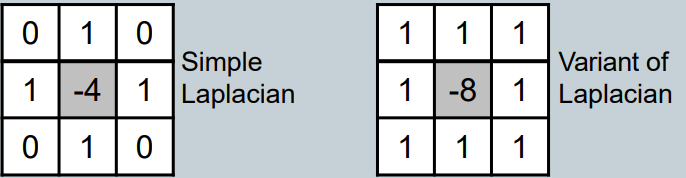 0 1 0
1 -4 1
0 1 0
Simple
Laplacian
1 1 1
1 -8 1
1 1 1
Variant of
Laplacian